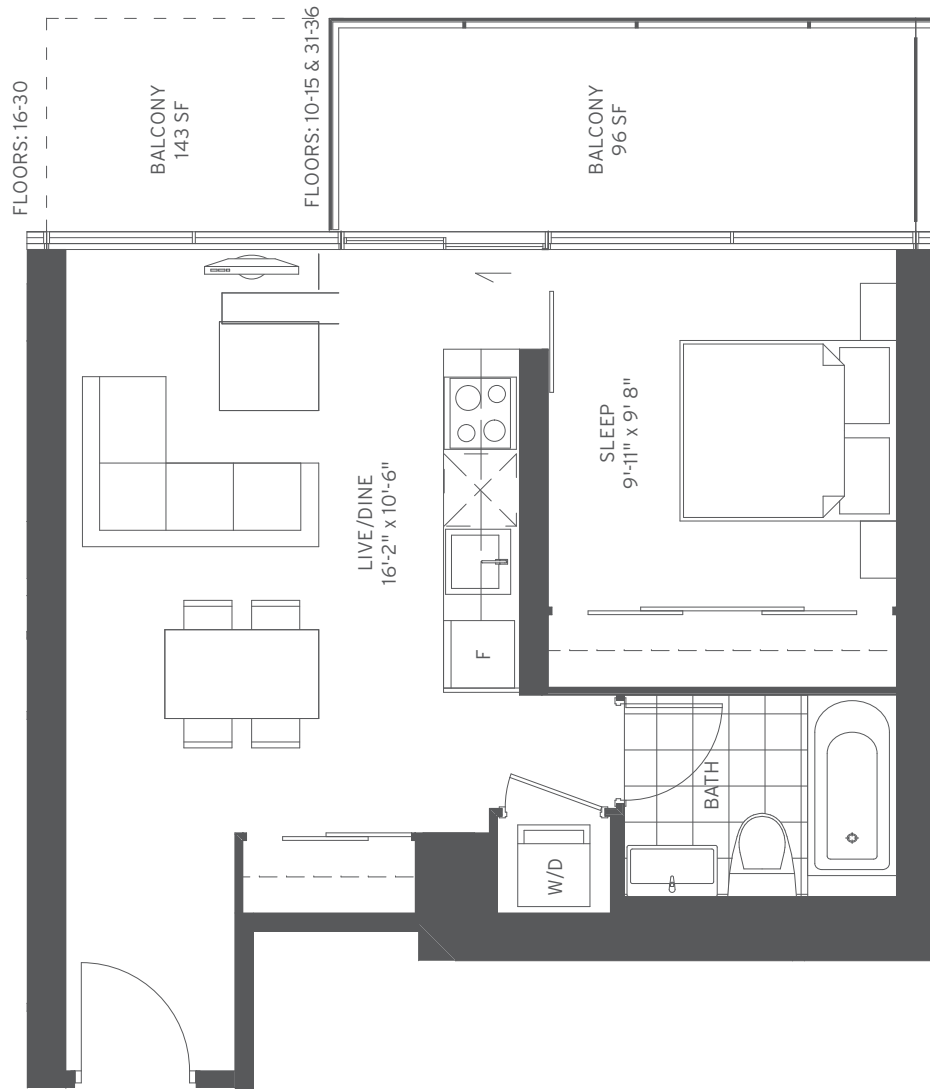 FLOORS: 16-30
BALCONY
143 SF
FLOORS: 10-15 & 31-36
BALCONY
96 SF
LIVE/DINE
16'-2" x 10'-6"
SLEEP
9'-11" x 9' 8"
F
BATH
W/D